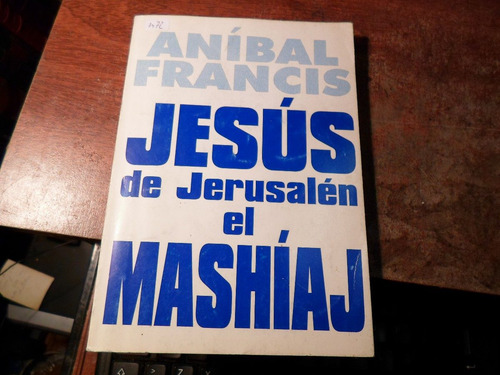 ANÍBAL
FRANCIS
JESÚS
de Jerusalén
el
MASHÍAJ
Z X